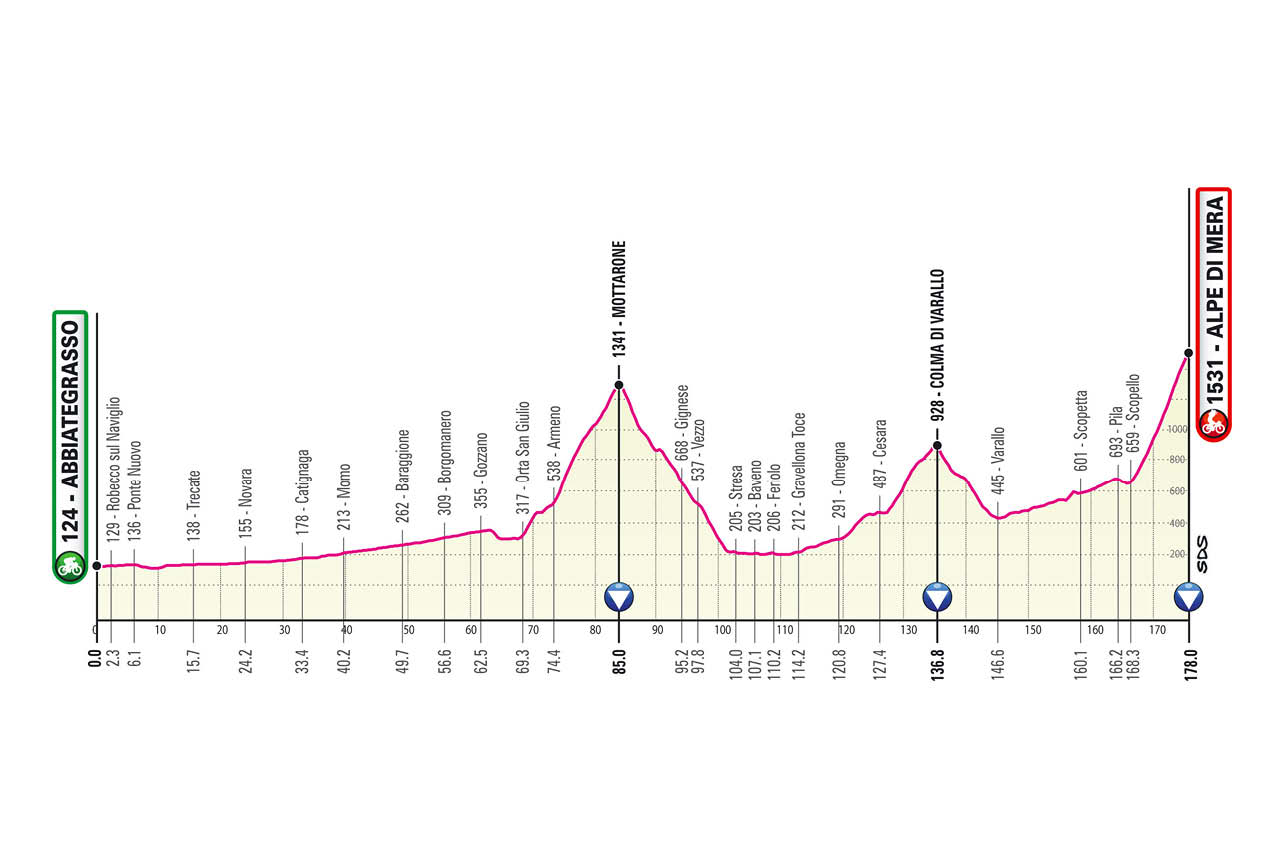 124 - ABBIATEGRASSO
129 - Robecco sul Naviglio
136 - Ponte Nuovo
138 - Trecate
155 - Novara
178 - Catignaga
213 - Momo
262 - Baraggione
309 - Borgomanero
355 - Gozzano
317 - Orta San Giulio
538 - Armeno
1341 - MOTTARONE
668 - Gignese
537 - Vezzo
205 - Stresa
203 - Baveno
206 - Feriolo
212 - Gravellona Toce
291 - Omegna
487 - Cesara
928 - COLMA DI VARALLO
445 - Varallo
601 - Scopetta
693 - Pila
659 - Scopello
1531 - ALPE DI MERA
1000
800
600
400
200
SDS
0 10 20 30 40 50 60 70 80 90 100 110 120 130 140 150 160 170
0.0 2.3 6.1 15.7 24.2 33.4 40.2 49.7 56.6 62.5 69.3 74.4 85.0 95.2 97.8 104.0 107.1 110.2 114.2 120.8 127.4 136.8 146.6 160.1 166.2 168.3 178.0